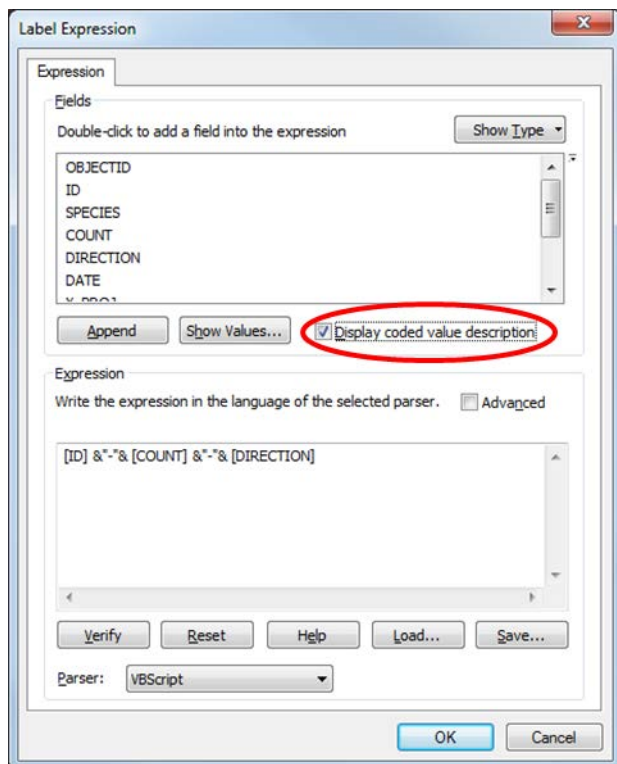 Label Expression
Expression
Fields
Double-click to add a field into the expression
Show Type
OBJECTID
ID
SPECIES
COUNT
DIRECTION
DATE
Append
Show Values...
Display coded value description
Expression
Write the expression in the language of the selected parser.
Advanced
[ID] &"-"& [COUNT] &"-"& [DIRECTION]
Verify
Reset
Help
Load...
Save...
Parser:
VBScript
OK
Cancel